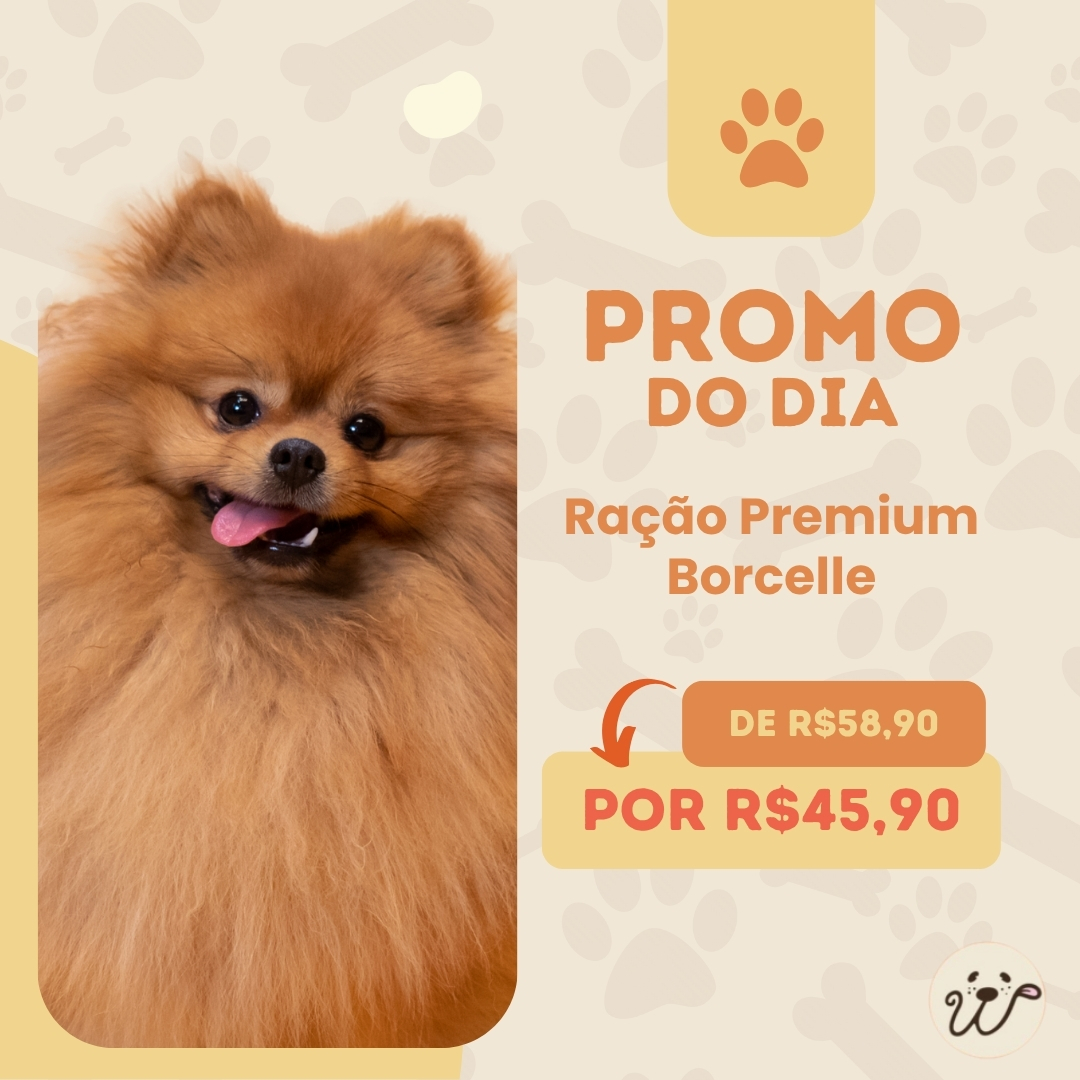 PROMO
DO DIA
Ração Premium
Borcelle
DE R$58,90
POR R$45,90